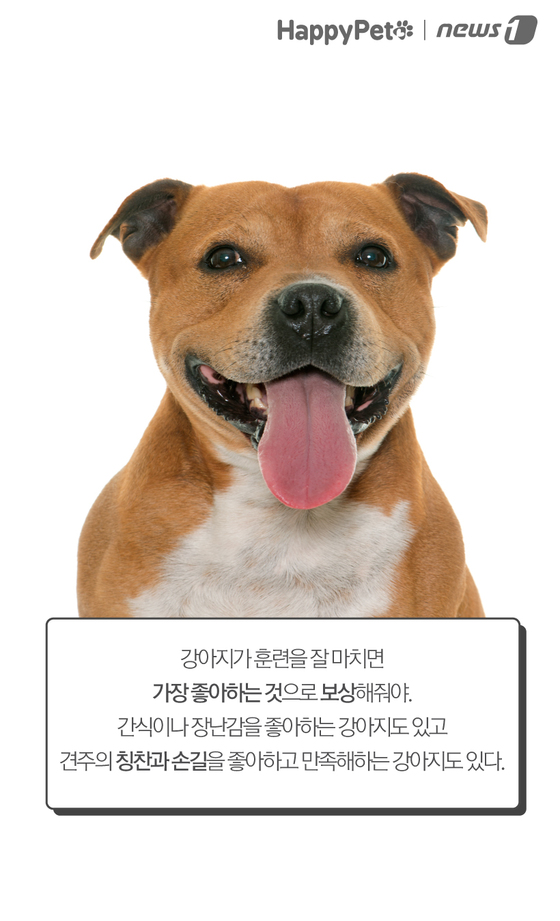 HappyPet | news1
강아지가 훈련을 잘 마치면
가장 좋아하는 것으로 보상해줘야.
간식이나 장난감을 좋아하는 강아지도 있고
견주의 칭찬과 손길을 좋아하고 만족해하는 강아지도 있다.